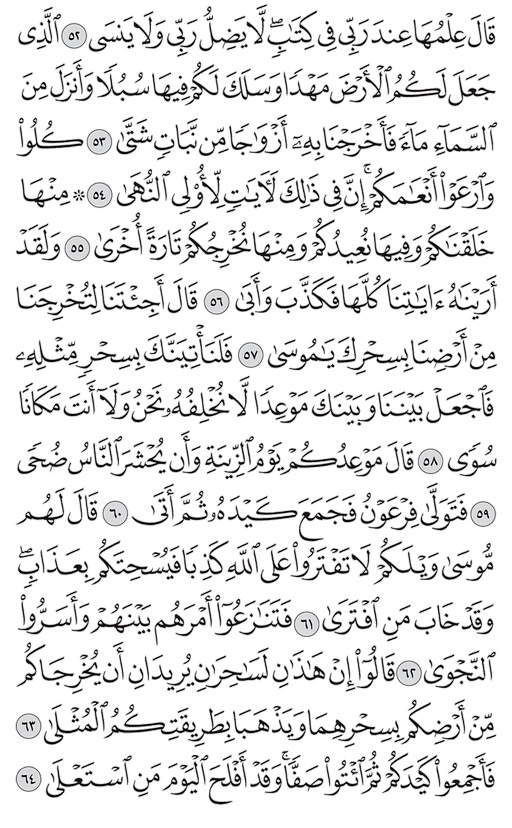 قَالَ عِلْمُهَا عِندَ رَبِّي فِي كِتَٰبٖۖ لَّا يَضِلُّ رَبِّي وَلَا يَنسَى ٥٢ ٱلَّذِي
جَعَلَ لَكُمُ ٱلْأَرْضَ مَهْدٗا وَسَلَكَ لَكُمْ فِيهَا سُبُلٗا وَأَنزَلَ مِنَ
ٱلسَّمَآءِ مَآءٗ فَأَخْرَجْنَا بِهِۦٓ أَزْوَٰجٗا مِّن نَّبَاتٖ شَتَّىٰ ٥٣ كُلُوا۟
وَٱرْعَوْا۟ أَنْعَٰمَكُمْۚ إِنَّ فِي ذَٰلِكَ لَأٓيَٰتٖ لِّأُو۟لِي ٱلنُّهَىٰ ٥٤ ۞ مِنْهَا
خَلَقْنَٰكُمْ وَفِيهَا نُعِيدُكُمْ وَمِنْهَا نُخْرِجُكُمْ تَارَةً أُخْرَىٰ ٥٥ وَلَقَدْ
أَرَيْنَٰهُ ءَايَٰتِنَا كُلَّهَا فَكَذَّبَ وَأَبَىٰ ٥٦ قَالَ أَجِئْتَنَا لِتُخْرِجَنَا
مِنْ أَرْضِنَا بِسِحْرِكَ يَٰمُوسَىٰ ٥٧ فَلَنَأْتِيَنَّكَ بِسِحْرٖ مِّثْلِهِۦ
فَٱجْعَلْ بَيْنَنَا وَبَيْنَكَ مَوْعِدٗا لَّا نُخْلِفُهُۥ نَحْنُ وَلَآ أَنتَ مَكَانٗا
سُوٗى ٥٨ قَالَ مَوْعِدُكُمْ يَوْمُ ٱلزِّينَةِ وَأَن يُحْشَرَ ٱلنَّاسُ ضُحٗى
٥٩ فَتَوَلَّىٰ فِرْعَوْنُ فَجَمَعَ كَيْدَهُۥ ثُمَّ أَتَىٰ ٦٠ قَالَ لَهُم
مُّوسَىٰ وَيْلَكُمْ لَا تَفْتَرُوا۟ عَلَى ٱللَّهِ كَذِبٗا فَيُسْحِتَكُم بِعَذَابٖۖ
وَقَدْ خَابَ مَنِ ٱفْتَرَىٰ ٦١ فَتَنَٰزَعُوٓا۟ أَمْرَهُم بَيْنَهُمْ وَأَسَرُّوا۟
ٱلنَّجْوَىٰ ٦٢ قَالُوٓا۟ إِنْ هَٰذَٰنِ لَسَٰحِرَٰنِ يُرِيدَانِ أَن يُخْرِجَاكُم
مِّنْ أَرْضِكُم بِسِحْرِهِمَا وَيَذْهَبَا بِطَرِيقَتِكُمُ ٱلْمُثْلَىٰ ٦٣
فَأَجْمِعُوا۟ كَيْدَكُمْ ثُمَّ ٱئْتُوا۟ صَفّٗاۚ وَقَدْ أَفْلَحَ ٱلْيَوْمَ مَنِ ٱسْتَعْلَىٰ ٦٤